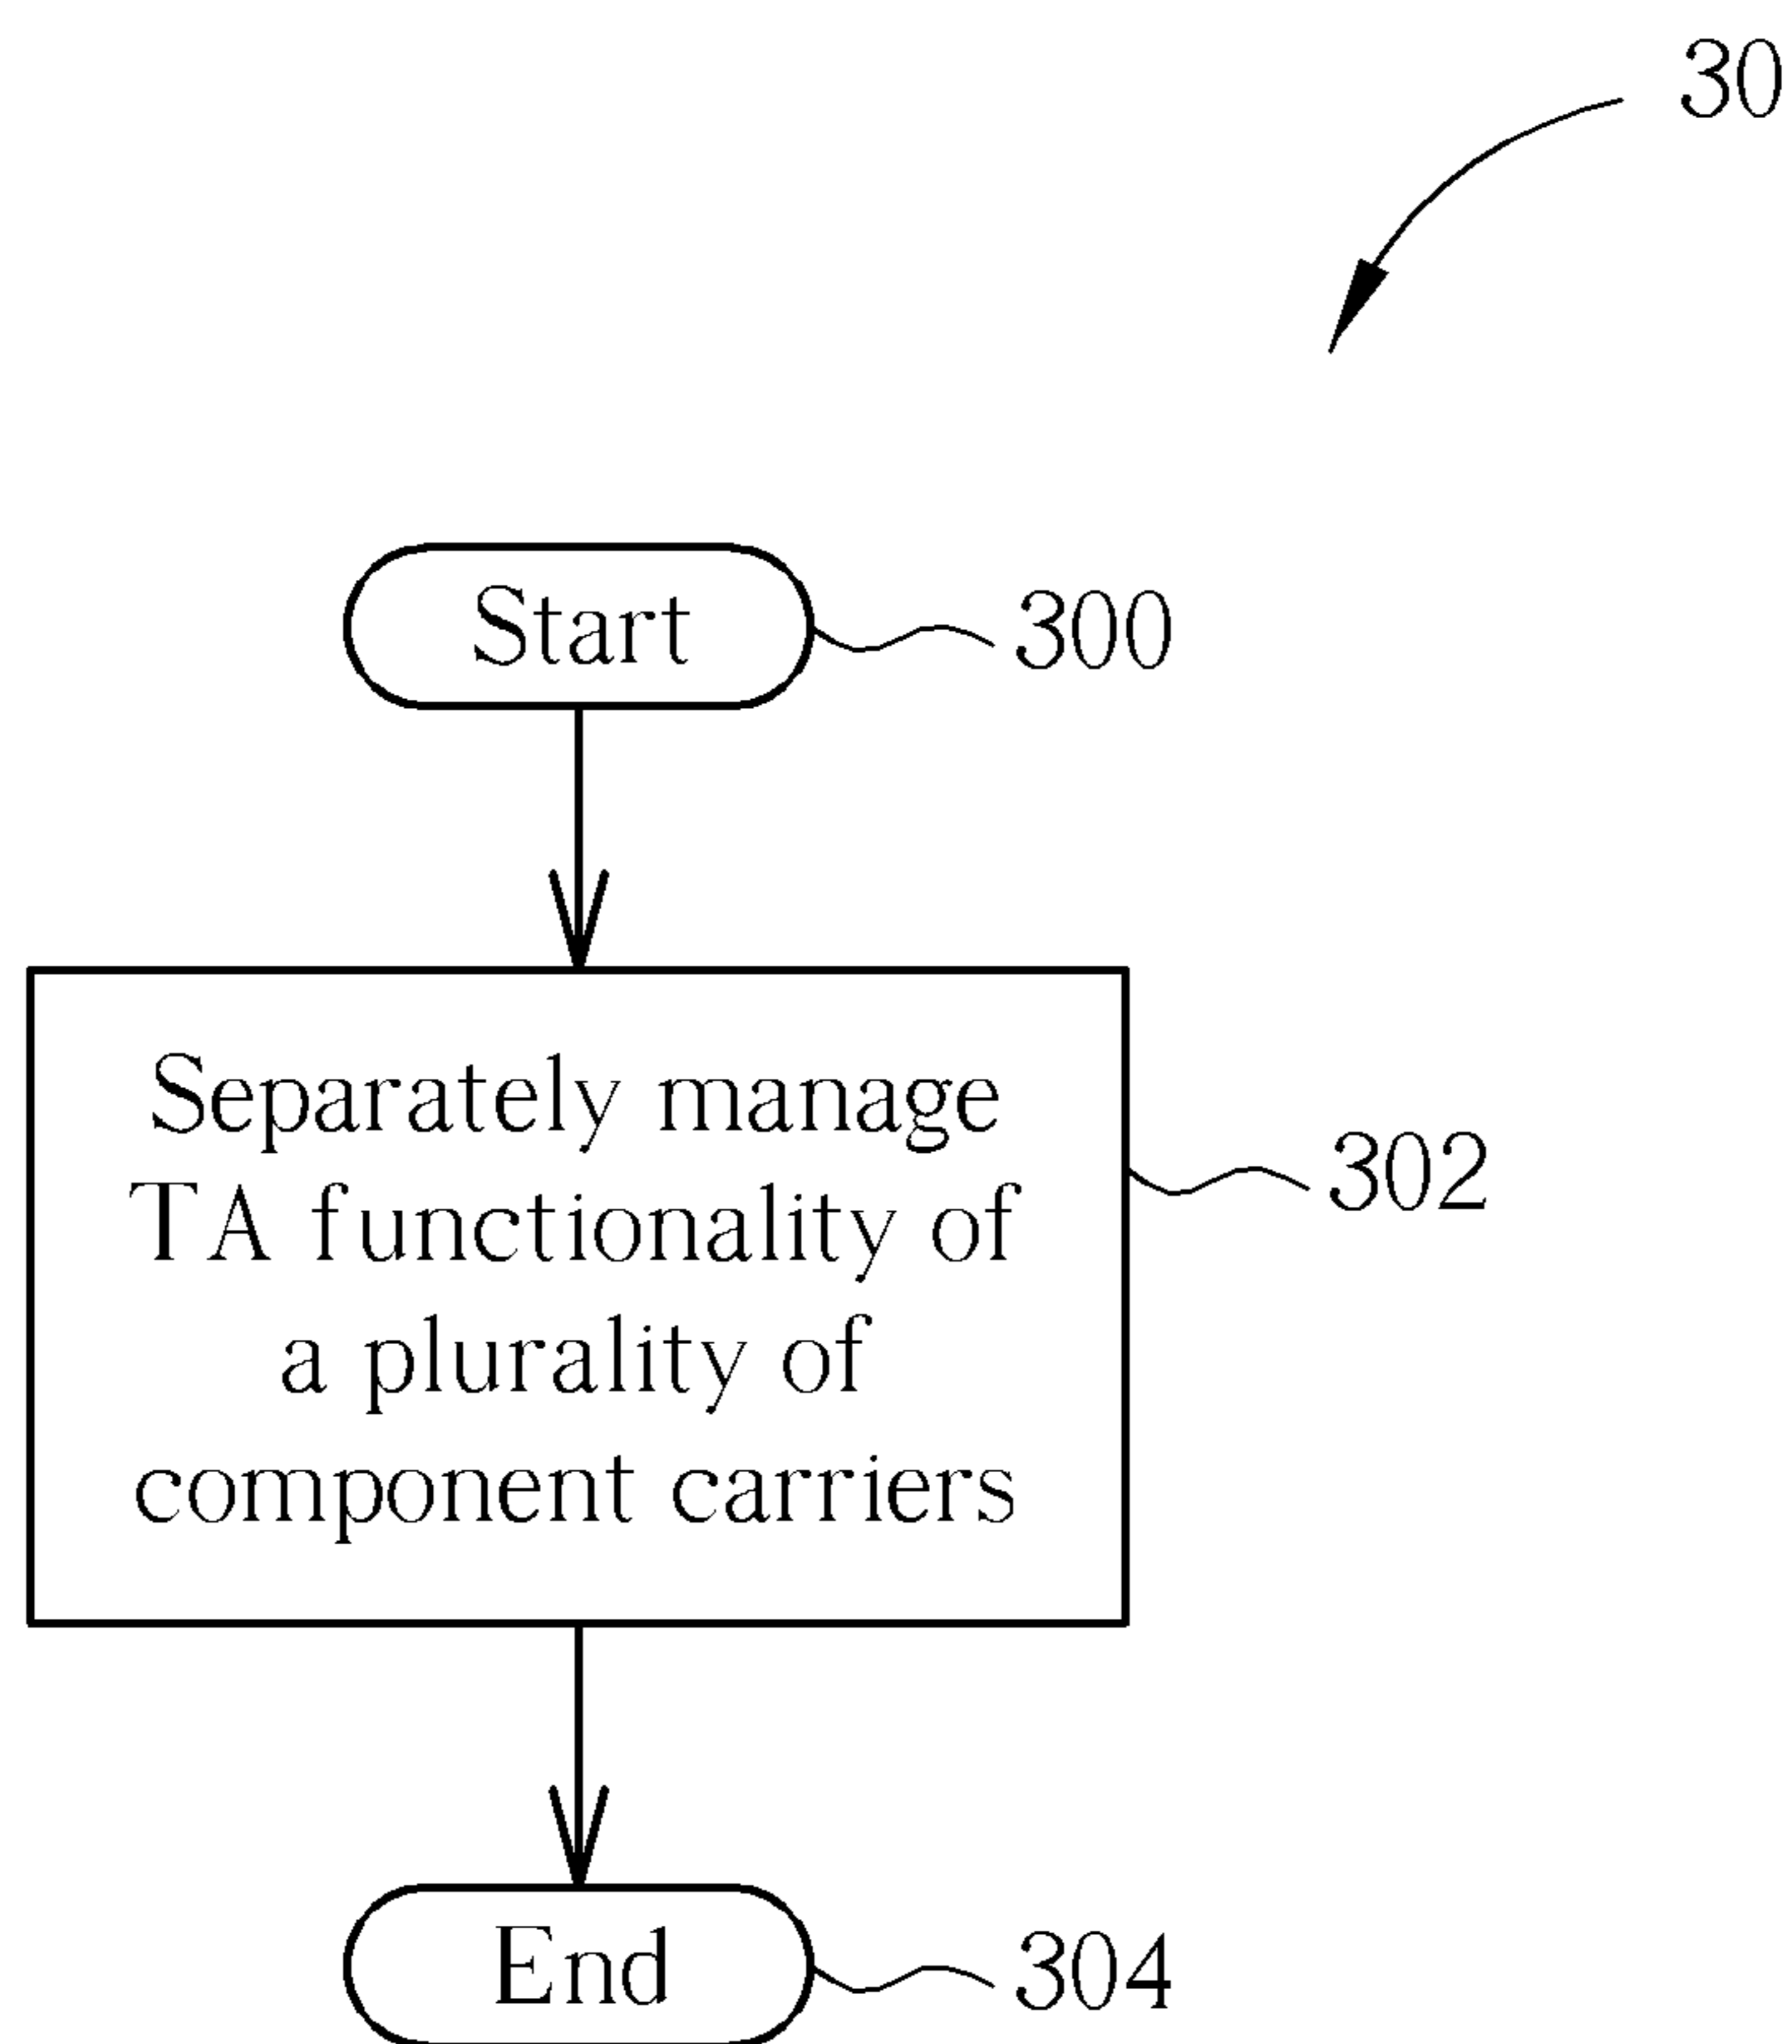 30
Start
300
Separately manage
TA functionality of
a plurality of
component carriers
302
End
304